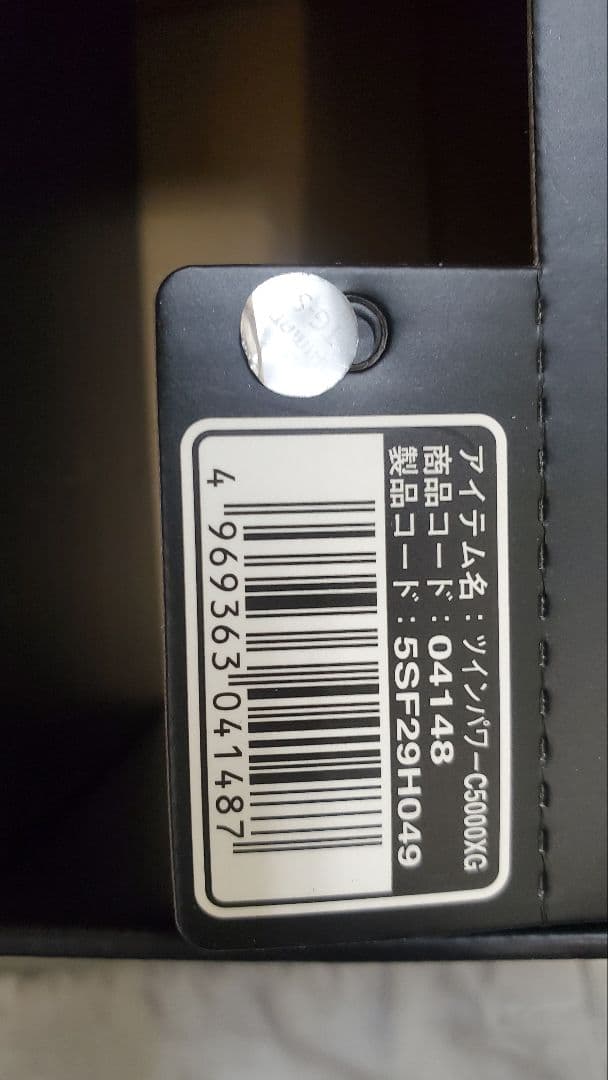 アイテム名：ツインパワーC5000XG
商品コード：04148
製品コード：5SF29H049
4 969363 041487